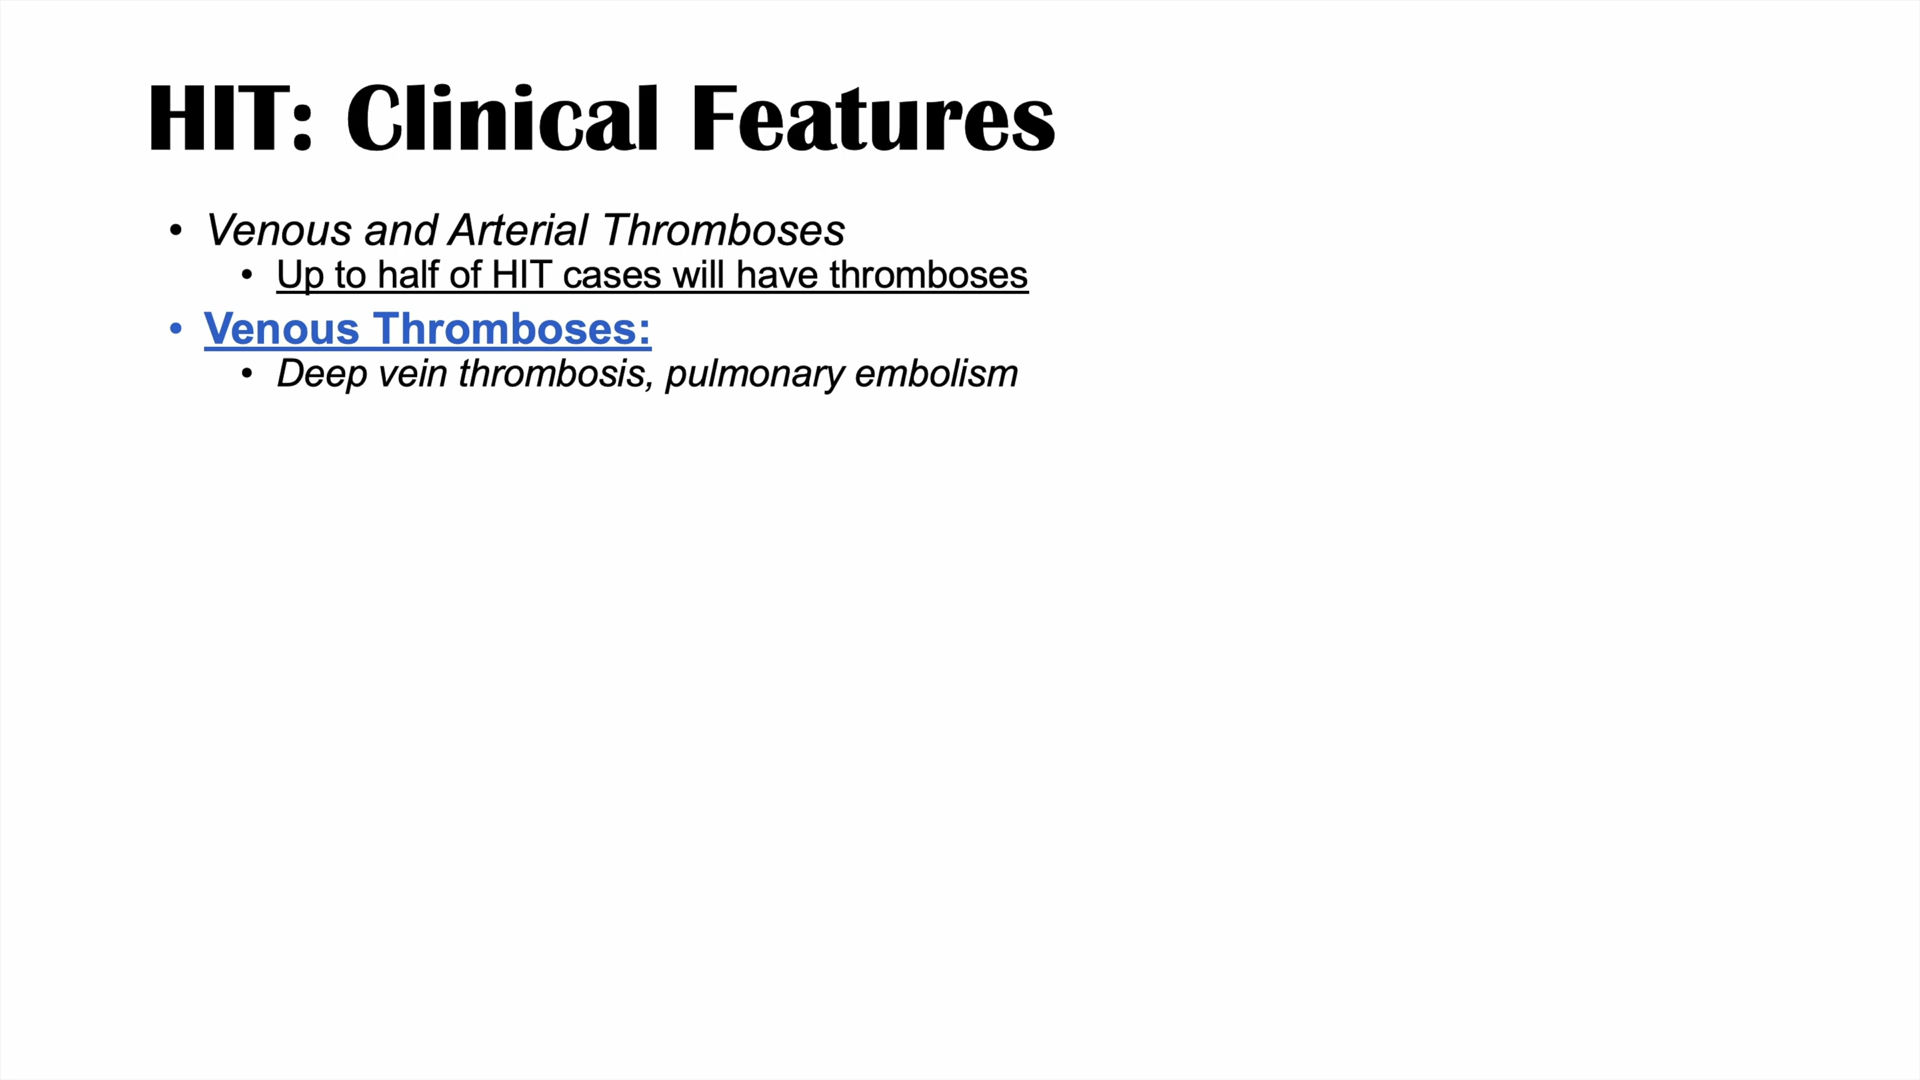 HIT: Clinical Features
• Venous and Arterial Thromboses
• Up to half of HIT cases will have thromboses
• Venous Thromboses:
• Deep vein thrombosis, pulmonary embolism